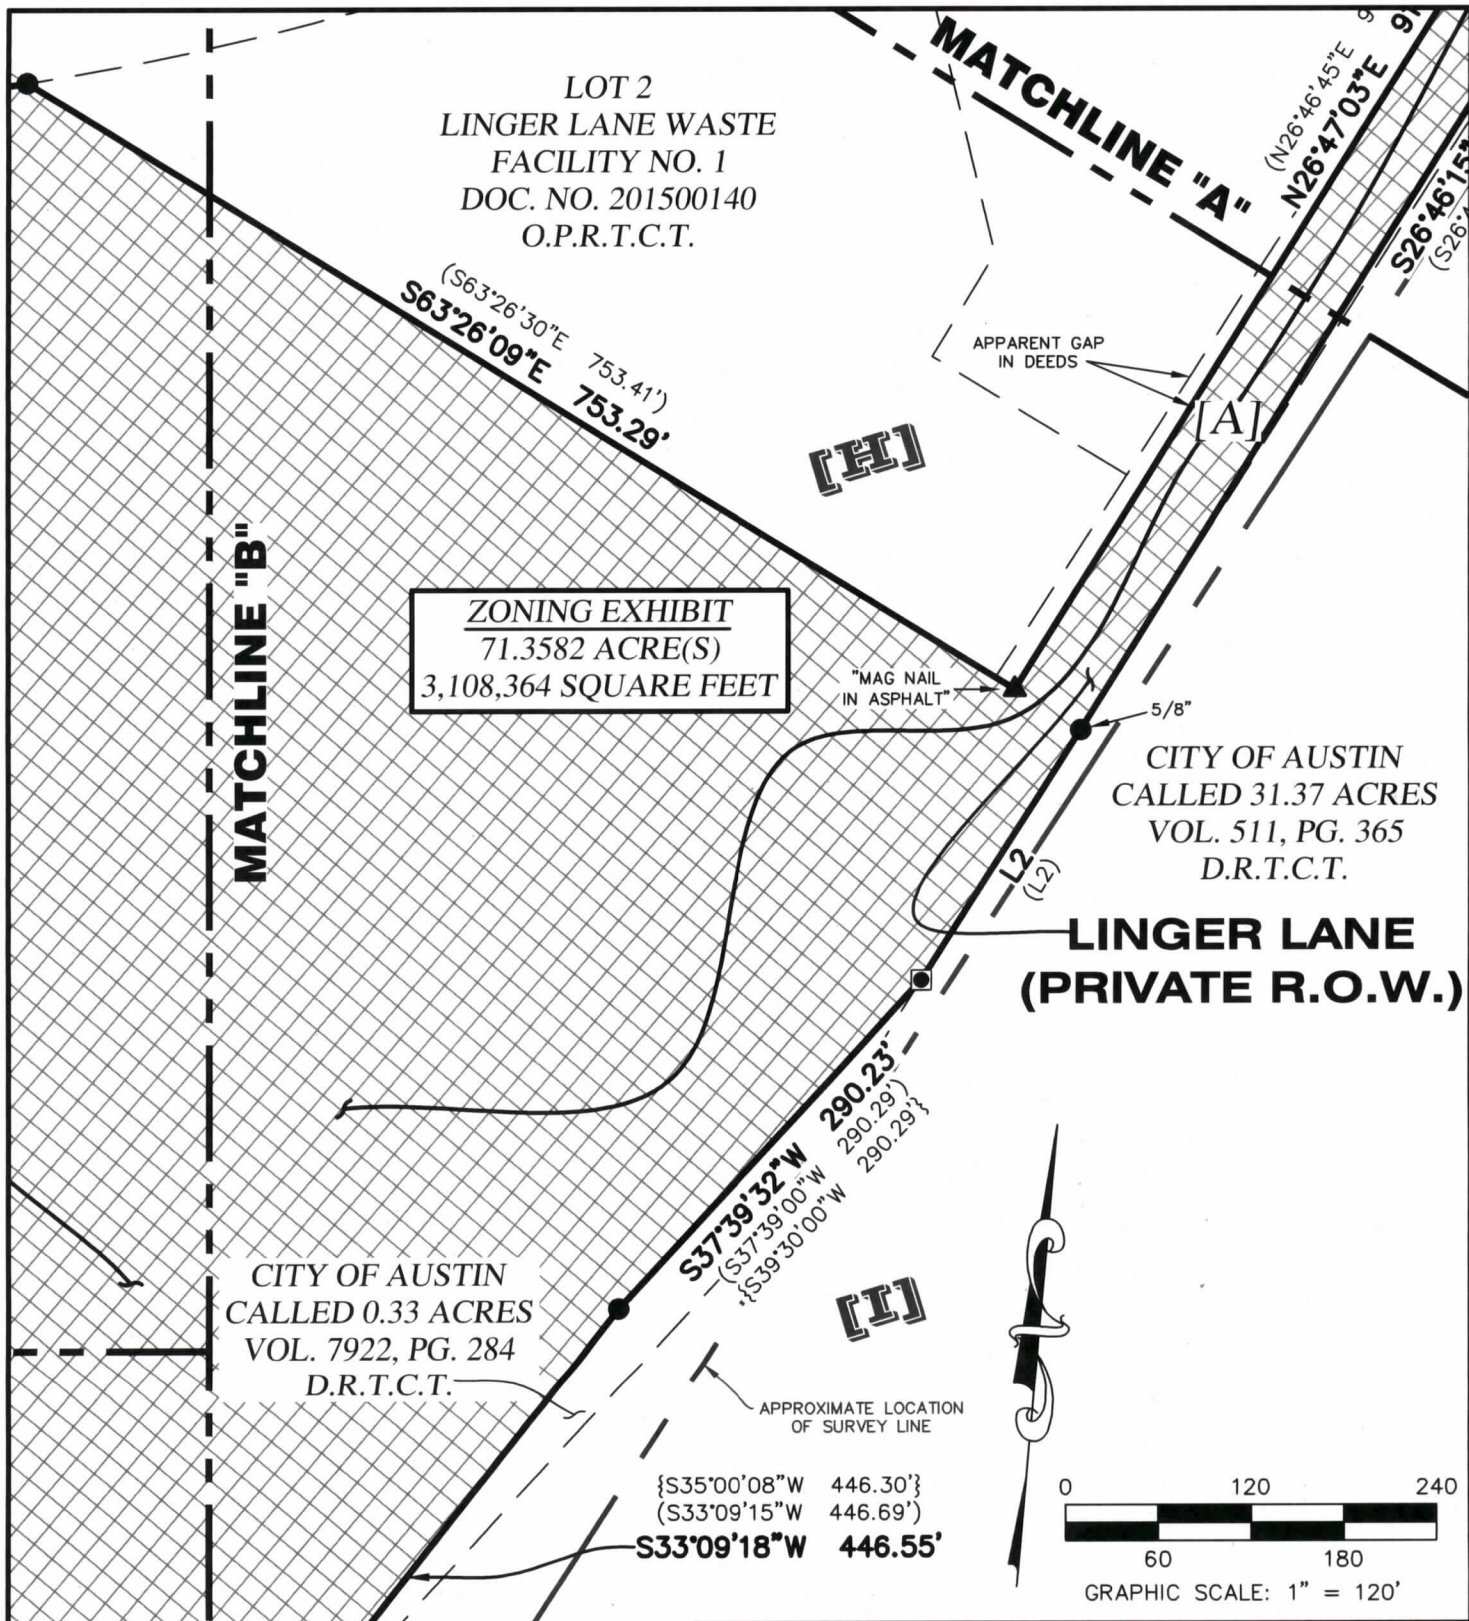 LOT 2
LINGER LANE WASTE
FACILITY NO. 1
DOC. NO. 201500140
O.P.R.T.C.T.
MATCHLINE "A"
(N26°46'45"E 9
N26°47'03"E 91
S26°46'15"
(S26°4
(S63°26'30"E 753.41')
S63°26'09"E 753.29'
APPARENT GAP
IN DEEDS
[A]
[H]
MATCHLINE "B"
ZONING EXHIBIT
71.3582 ACRE(S)
3,108,364 SQUARE FEET
"MAG NAIL
IN ASPHALT"
5/8"
CITY OF AUSTIN
CALLED 31.37 ACRES
VOL. 511, PG. 365
D.R.T.C.T.
L2
(L2)
LINGER LANE
(PRIVATE R.O.W.)
S37°39'32"W 290.23'
(S37°39'00"W 290.29')
{S39°30'00"W 290.29'}
CITY OF AUSTIN
CALLED 0.33 ACRES
VOL. 7922, PG. 284
D.R.T.C.T.
[I]
APPROXIMATE LOCATION
OF SURVEY LINE
{S35°00'08"W 446.30'}
(S33°09'15"W 446.69')
S33°09'18"W 446.55'
0 120 240
60 180
GRAPHIC SCALE: 1" = 120'